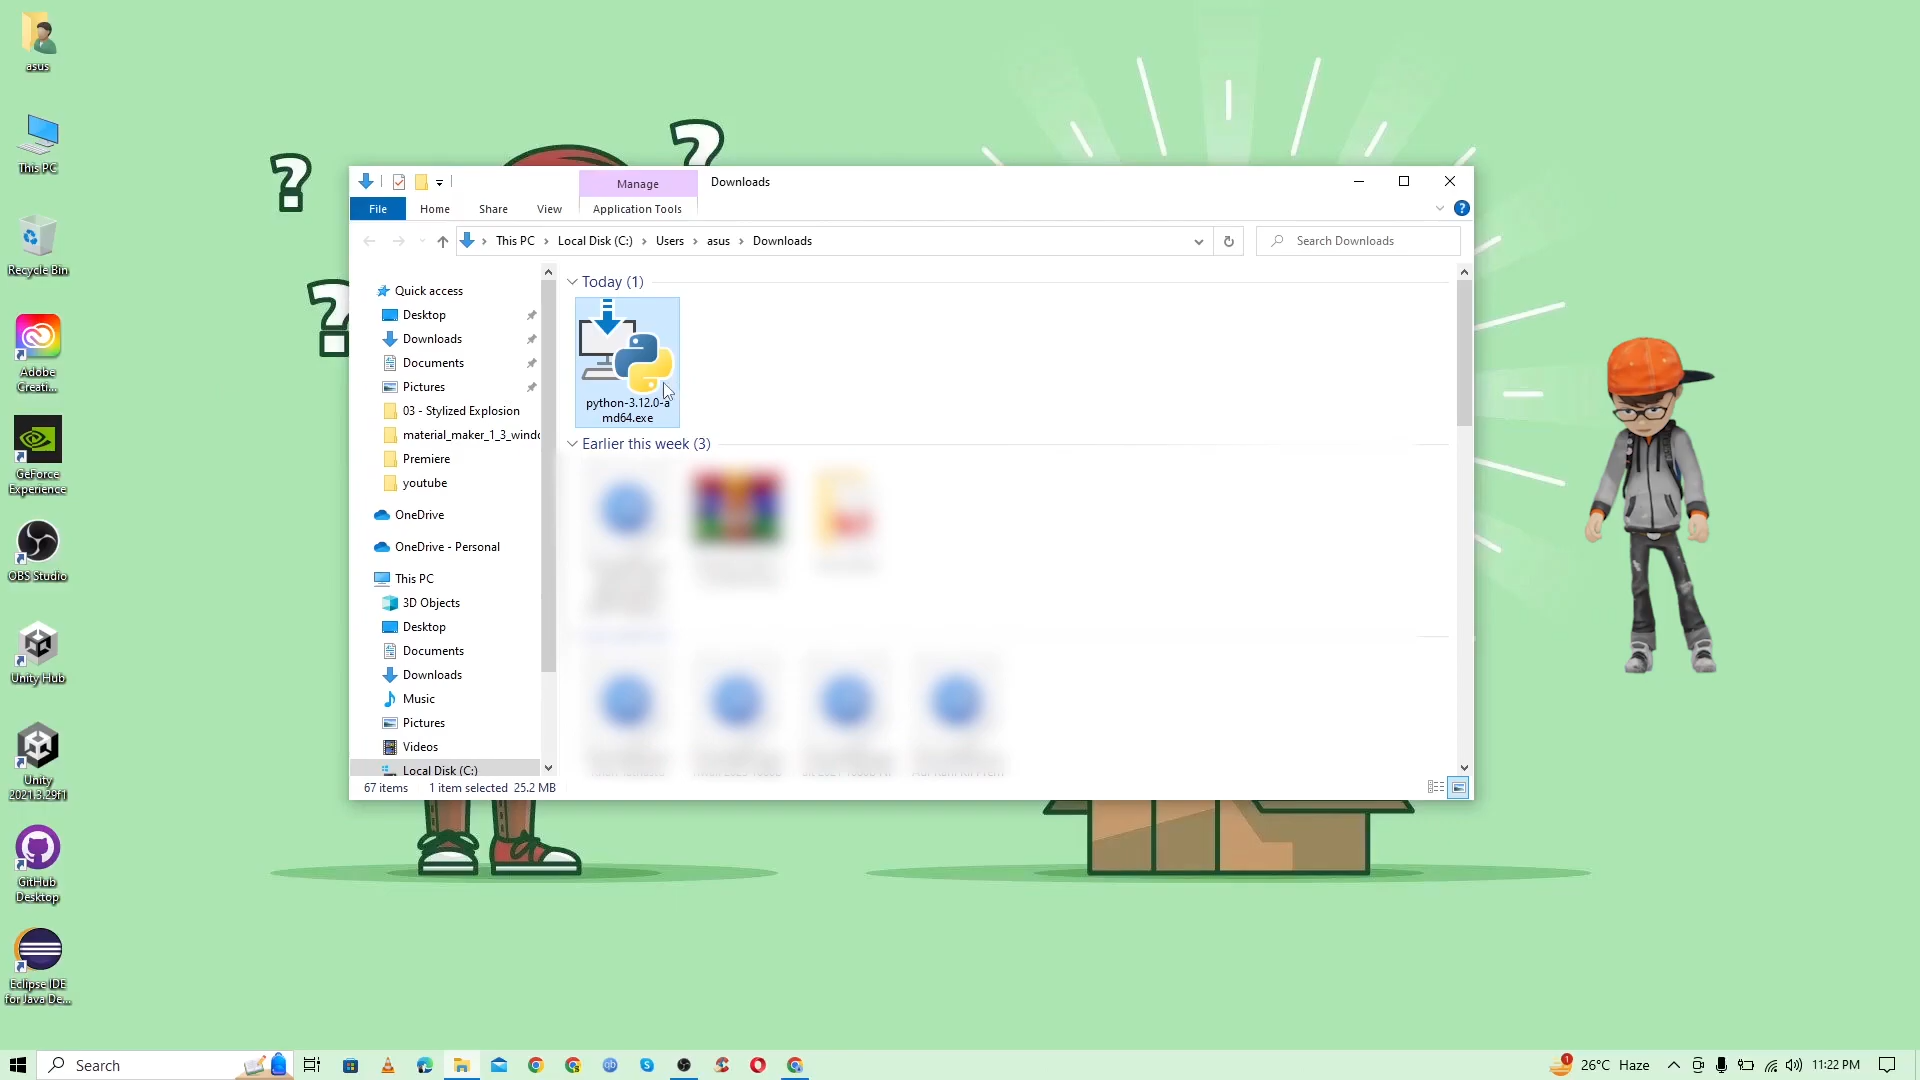 asus
This PC
Recycle Bin
Adobe
Creati...
GeForce
Experience
OBS Studio
Unity Hub
Unity
2021.3.29f1
GitHub
Desktop
Eclipse IDE
for Java De...
?
?
?
Manage
Downloads
File
Home
Share
View
Application Tools
?
This PC › Local Disk (C:) › Users › asus › Downloads
Search Downloads
Quick access
Desktop
Downloads
Documents
Pictures
03 - Stylized Explosion
material_maker_1_3_windo
Premiere
youtube
OneDrive
OneDrive - Personal
This PC
3D Objects
Desktop
Documents
Downloads
Music
Pictures
Videos
Local Disk (C:)
Today (1)
python-3.12.0-a
md64.exe
Earlier this week (3)
67 items
1 item selected 25.2 MB
Search
1
26°C Haze
11:22 PM